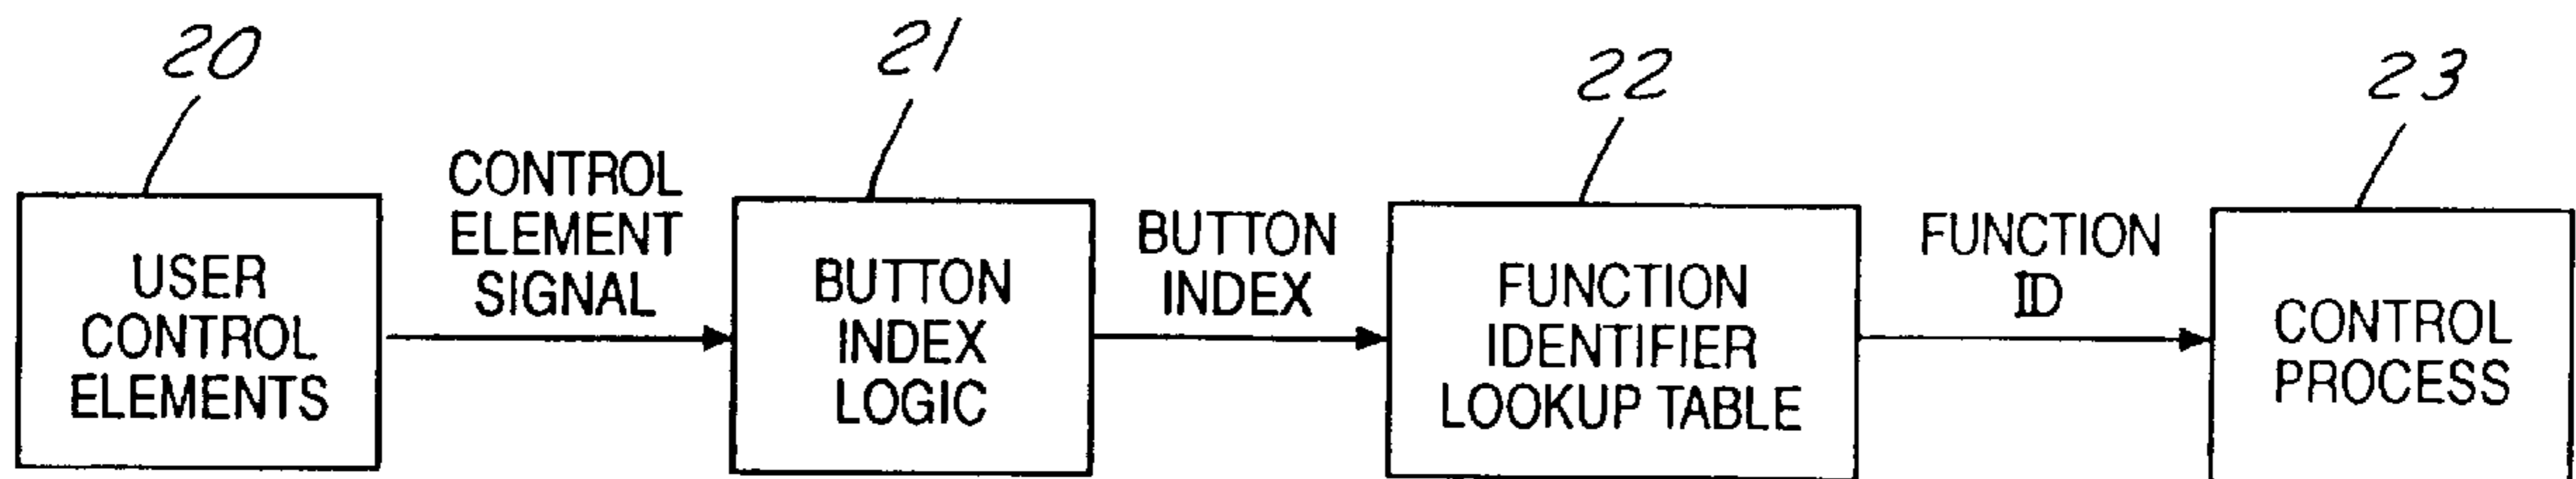 20
21
22
23
CONTROL
ELEMENT
SIGNAL
BUTTON
INDEX
FUNCTION
ID
USER
CONTROL
ELEMENTS
BUTTON
INDEX
LOGIC
FUNCTION
IDENTIFIER
LOOKUP TABLE
CONTROL
PROCESS